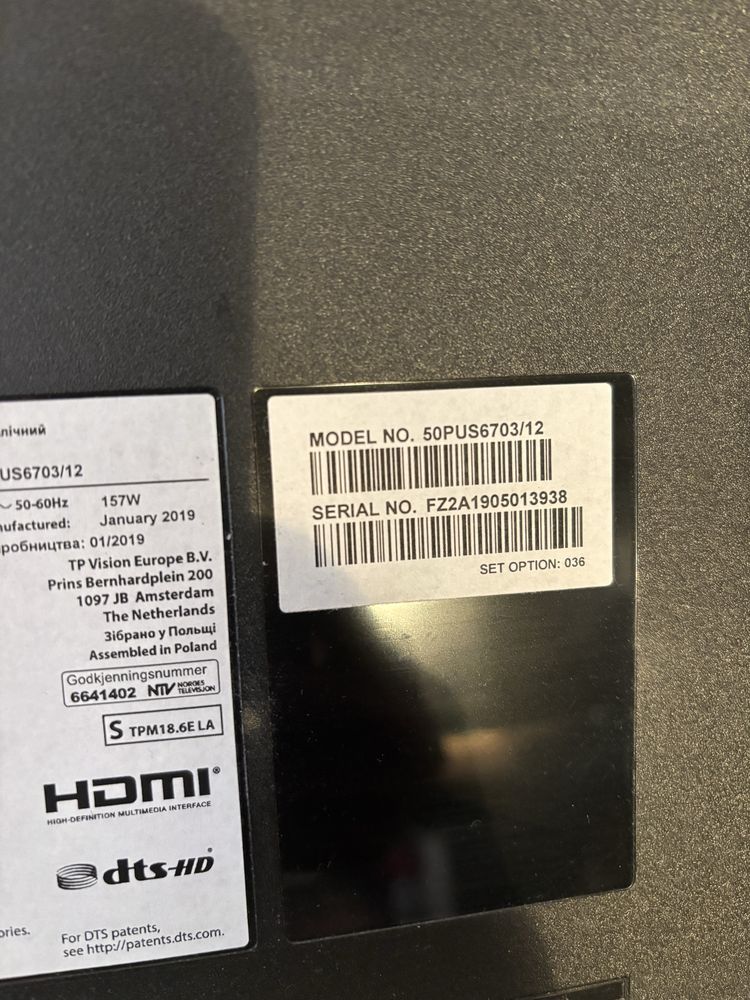 лічний
US6703/12
50-60Hz 157W
nufactured: January 2019
робництва: 01/2019
TP Vision Europe B.V.
Prins Bernhardplein 200
1097 JB Amsterdam
The Netherlands
Зібрано у Польщі
Assembled in Poland
Godkjenningsnummer
6641402 NTV NORGES TELEVISJON
S TPM18.6E LA
HDMI®
HIGH-DEFINITION MULTIMEDIA INTERFACE
dts-HD
ories.
For DTS patents,
see http://patents.dts.com.
MODEL NO. 50PUS6703/12
SERIAL NO. FZ2A1905013938
SET OPTION: 036